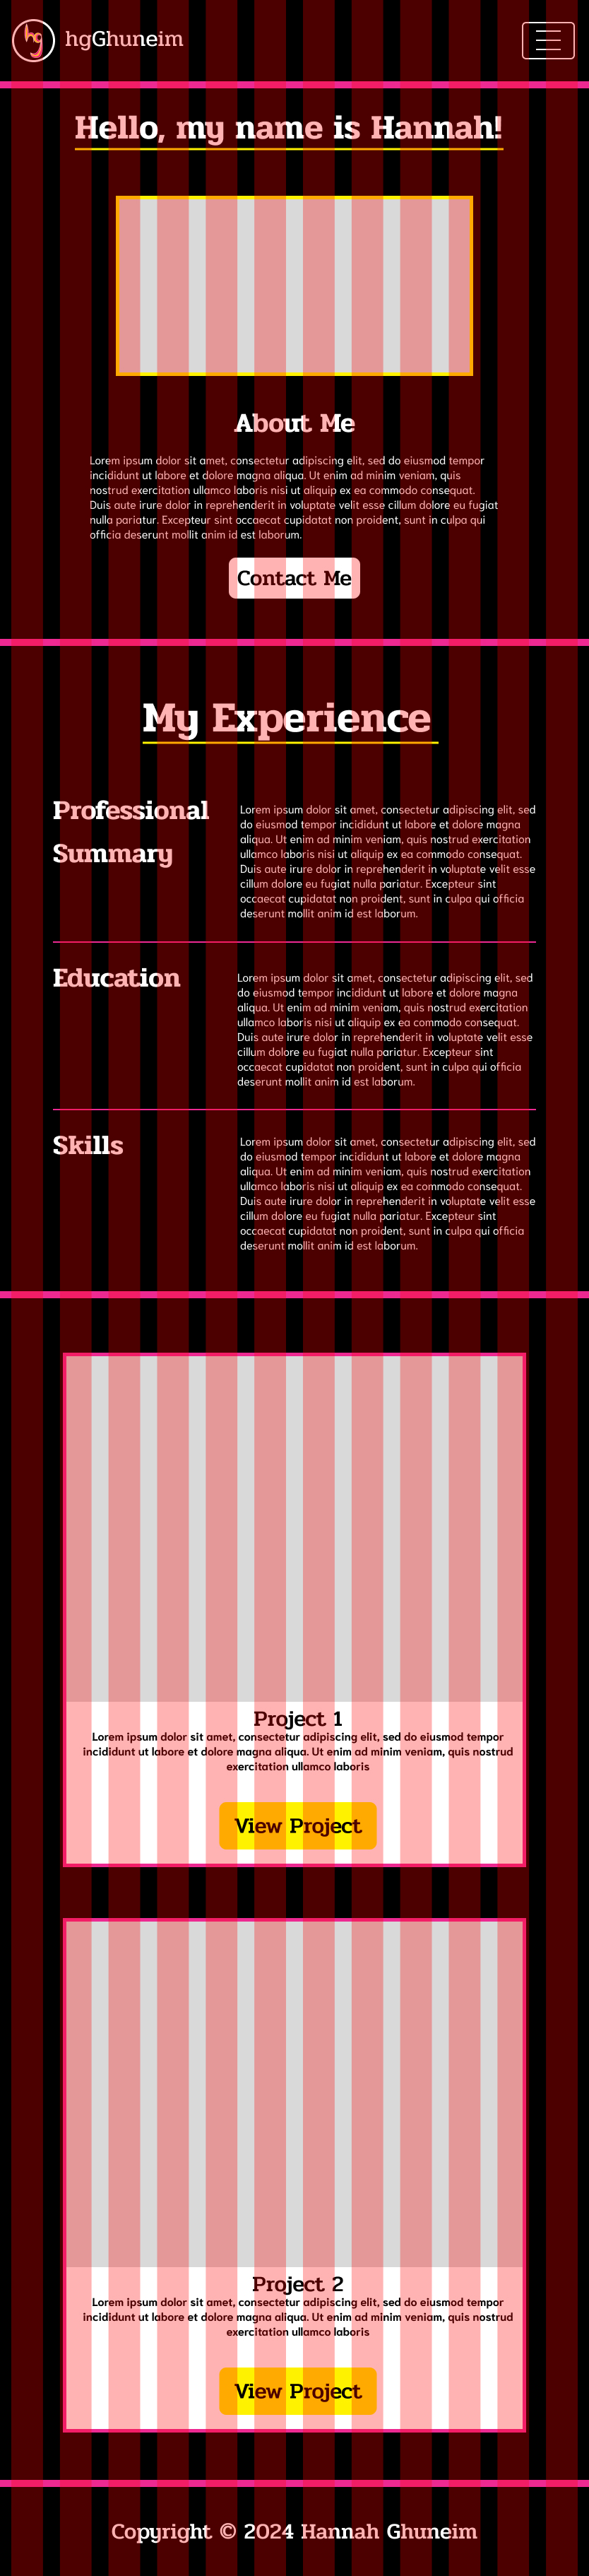 hg hgGhuneim
Hello, my name is Hannah!
About Me
Lorem ipsum dolor sit amet, consectetur adipiscing elit, sed do eiusmod tempor
incididunt ut labore et dolore magna aliqua. Ut enim ad minim veniam, quis
nostrud exercitation ullamco laboris nisi ut aliquip ex ea commodo consequat.
Duis aute irure dolor in reprehenderit in voluptate velit esse cillum dolore eu fugiat
nulla pariatur. Excepteur sint occaecat cupidatat non proident, sunt in culpa qui
officia deserunt mollit anim id est laborum.
Contact Me
My Experience
Professional
Summary
Lorem ipsum dolor sit amet, consectetur adipiscing elit, sed
do eiusmod tempor incididunt ut labore et dolore magna
aliqua. Ut enim ad minim veniam, quis nostrud exercitation
ullamco laboris nisi ut aliquip ex ea commodo consequat.
Duis aute irure dolor in reprehenderit in voluptate velit esse
cillum dolore eu fugiat nulla pariatur. Excepteur sint
occaecat cupidatat non proident, sunt in culpa qui officia
deserunt mollit anim id est laborum.
Education
Lorem ipsum dolor sit amet, consectetur adipiscing elit, sed
do eiusmod tempor incididunt ut labore et dolore magna
aliqua. Ut enim ad minim veniam, quis nostrud exercitation
ullamco laboris nisi ut aliquip ex ea commodo consequat.
Duis aute irure dolor in reprehenderit in voluptate velit esse
cillum dolore eu fugiat nulla pariatur. Excepteur sint
occaecat cupidatat non proident, sunt in culpa qui officia
deserunt mollit anim id est laborum.
Skills
Lorem ipsum dolor sit amet, consectetur adipiscing elit, sed
do eiusmod tempor incididunt ut labore et dolore magna
aliqua. Ut enim ad minim veniam, quis nostrud exercitation
ullamco laboris nisi ut aliquip ex ea commodo consequat.
Duis aute irure dolor in reprehenderit in voluptate velit esse
cillum dolore eu fugiat nulla pariatur. Excepteur sint
occaecat cupidatat non proident, sunt in culpa qui officia
deserunt mollit anim id est laborum.
Project 1
Lorem ipsum dolor sit amet, consectetur adipiscing elit, sed do eiusmod tempor
incididunt ut labore et dolore magna aliqua. Ut enim ad minim veniam, quis nostrud
exercitation ullamco laboris
View Project
Project 2
Lorem ipsum dolor sit amet, consectetur adipiscing elit, sed do eiusmod tempor
incididunt ut labore et dolore magna aliqua. Ut enim ad minim veniam, quis nostrud
exercitation ullamco laboris
View Project
Copyright © 2024 Hannah Ghuneim